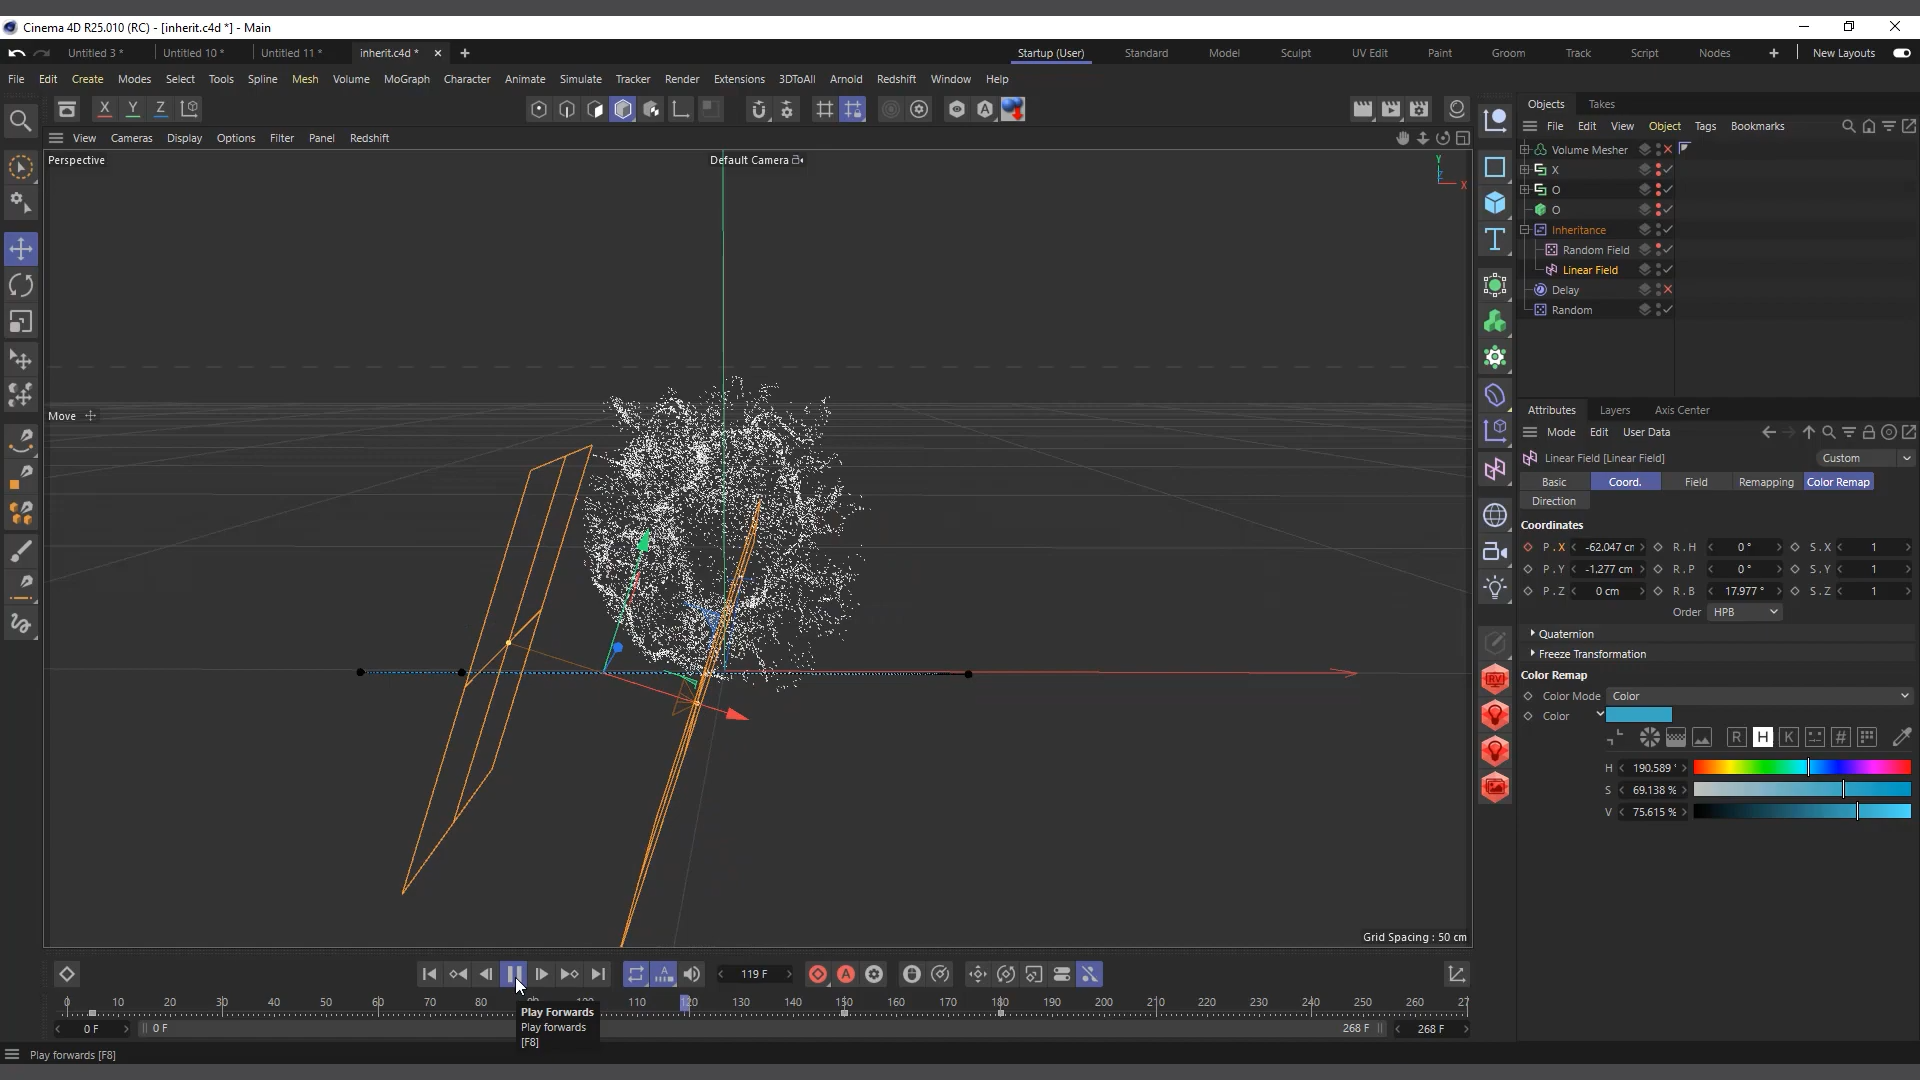 Cinema 4D R25.010 (RC) - [inherit.c4d *] - Main
Untitled 3 * Untitled 10 * Untitled 11 * inherit.c4d * × + Startup (User) Standard Model Sculpt UV Edit Paint Groom Track Script Nodes + New Layouts
File Edit Create Modes Select Tools Spline Mesh Volume MoGraph Character Animate Simulate Tracker Render Extensions 3DToAll Arnold Redshift Window Help
X Y Z
Objects Takes
View Cameras Display Options Filter Panel Redshift
File Edit View Object Tags Bookmarks
Perspective
Default Camera
Y
Z
X
Volume Mesher
X
O
O
Inheritance
Random Field
Linear Field
Delay
Random
Move
Attributes Layers Axis Center
Mode Edit User Data
Linear Field [Linear Field] Custom
Basic Coord. Field Remapping Color Remap
Direction
Coordinates
P . X -62.047 cm R . H 0 ° S . X 1
P . Y -1.277 cm R . P 0 ° S . Y 1
P . Z 0 cm R . B 17.977 ° S . Z 1
Order HPB
Quaternion
Freeze Transformation
Color Remap
Color Mode Color
Color
R H K #
H 190.589 °
S 69.138 %
V 75.615 %
RV
Grid Spacing : 50 cm
119 F
0 10 20 30 40 50 60 70 80 90 100 110 120 130 140 150 160 170 180 190 200 210 220 230 240 250 260 27
0 F 0 F 268 F 268 F
Play Forwards
Play forwards
[F8]
Play forwards [F8]